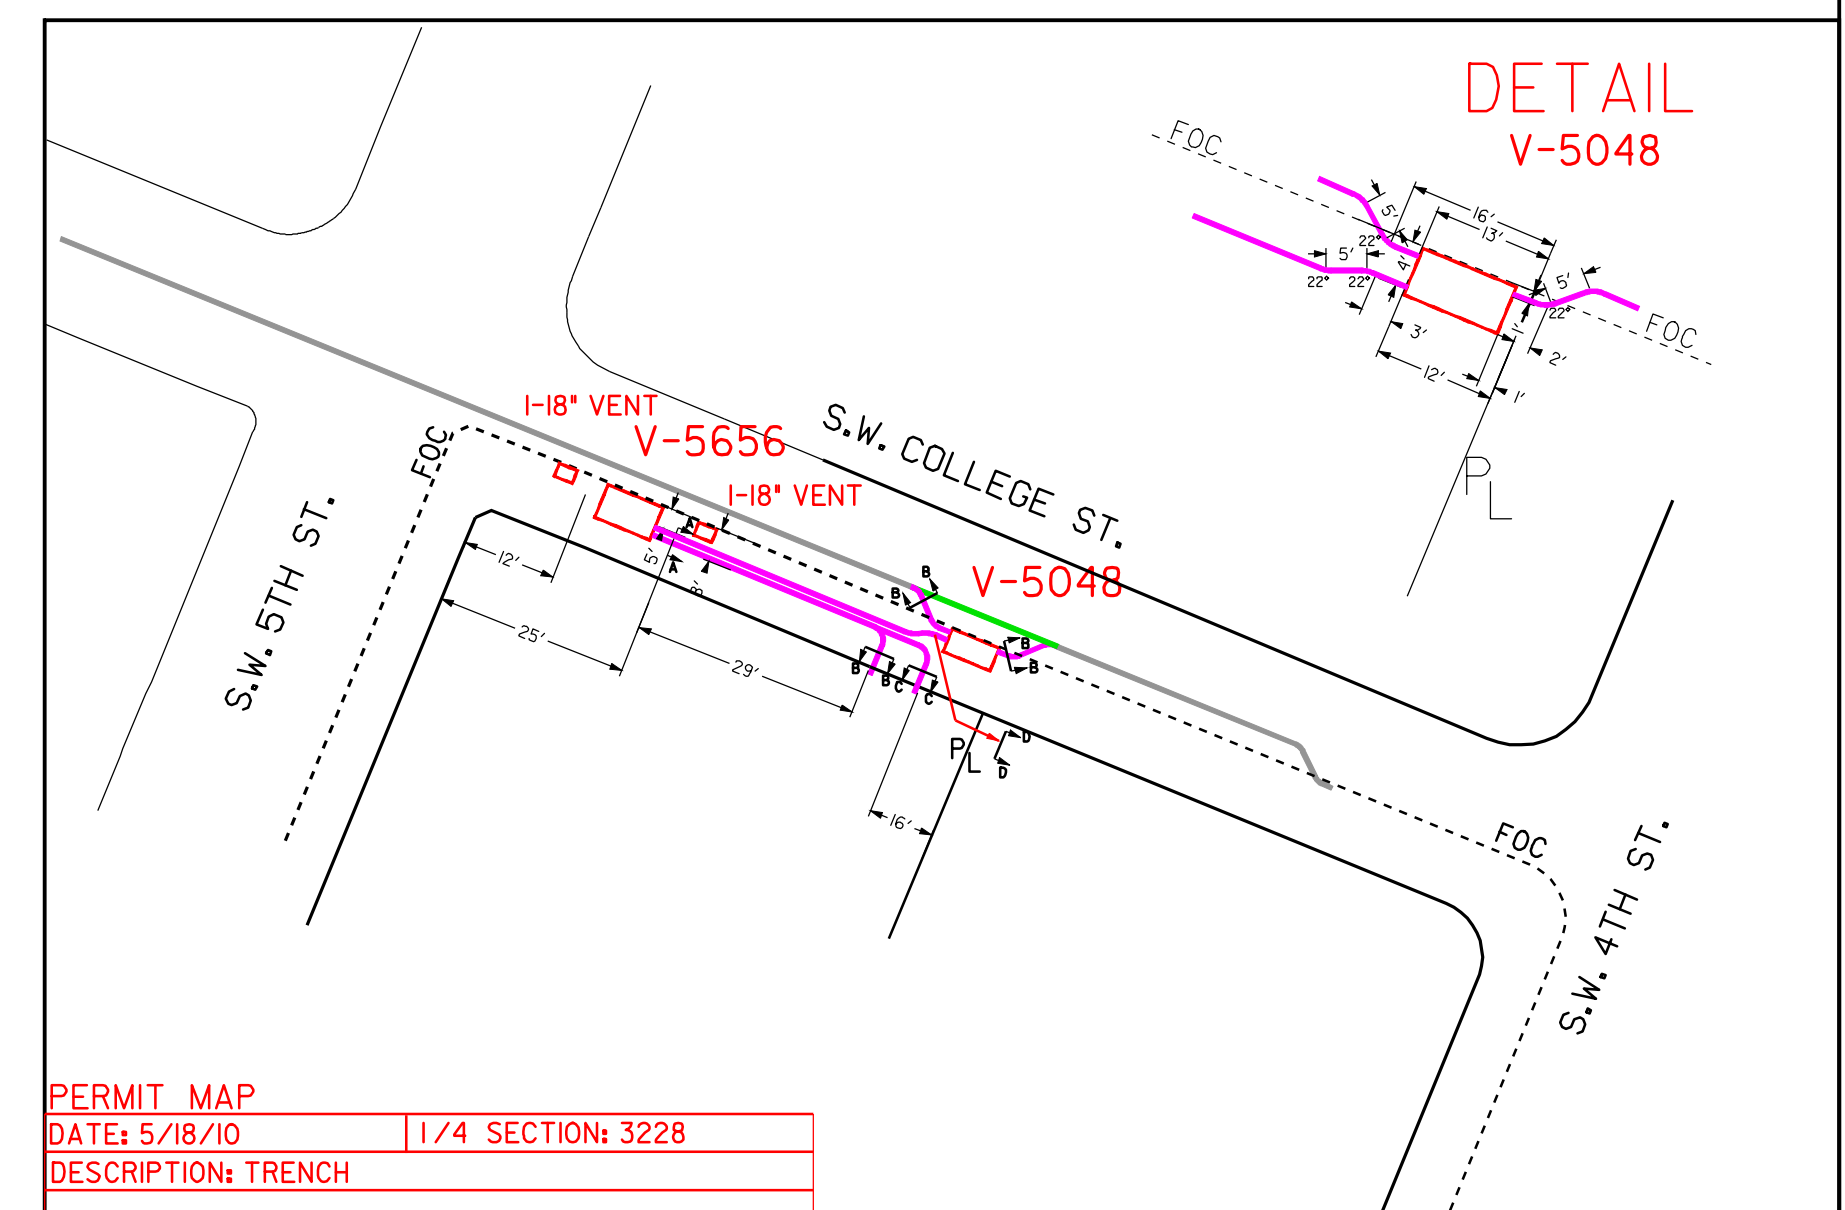 DETAIL
V-5048
FOC
16'
13'
5'
22°
4'
5'
22°
22°
5'
22°
1'
FOC
3'
2'
12'
1'
PL
1-18" VENT
V-5656
S.W. COLLEGE ST.
FOC
1-18" VENT
A
A
5'
8'
12'
S.W. 5TH ST.
V-5048
B
B
B
B
25'
29'
B
B
C
C
PL
D
D
16'
FOC
S.W. 4TH ST.
PERMIT MAP
DATE: 5/18/10
1/4 SECTION: 3228
DESCRIPTION: TRENCH